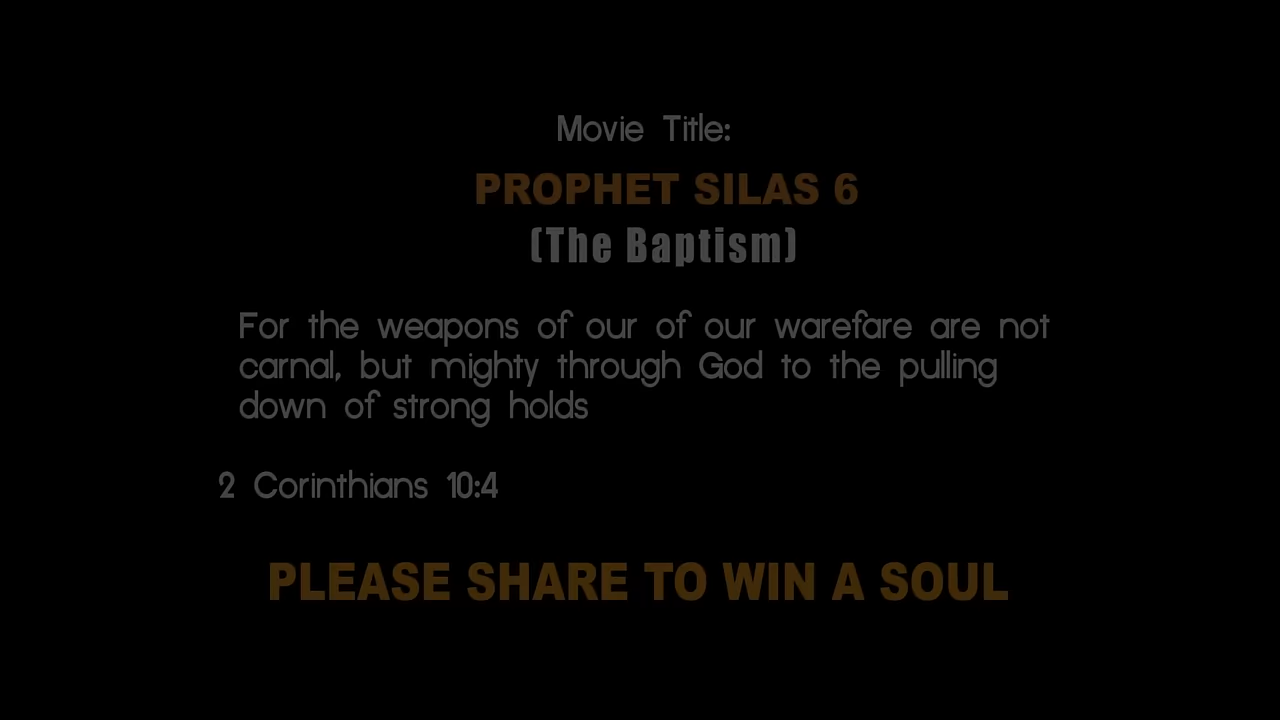 Movie Title:
PROPHET SILAS 6
(The Baptism)
For the weapons of our of our warefare are not
carnal, but mighty through God to the pulling
down of strong holds
2 Corinthians 10:4
PLEASE SHARE TO WIN A SOUL